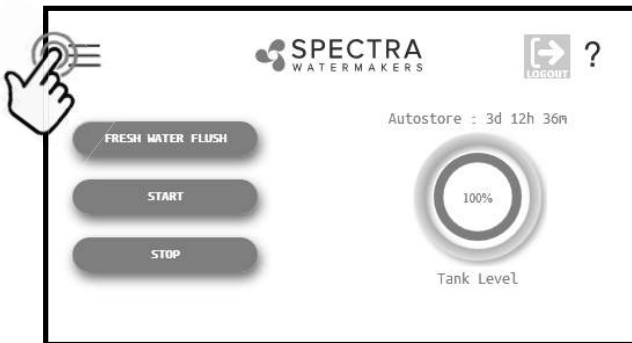 SPECTRA
WATERMAKERS
LOGOUT
?
Autostore : 3d 12h 36m
FRESH WATER FLUSH
START
STOP
100%
Tank Level